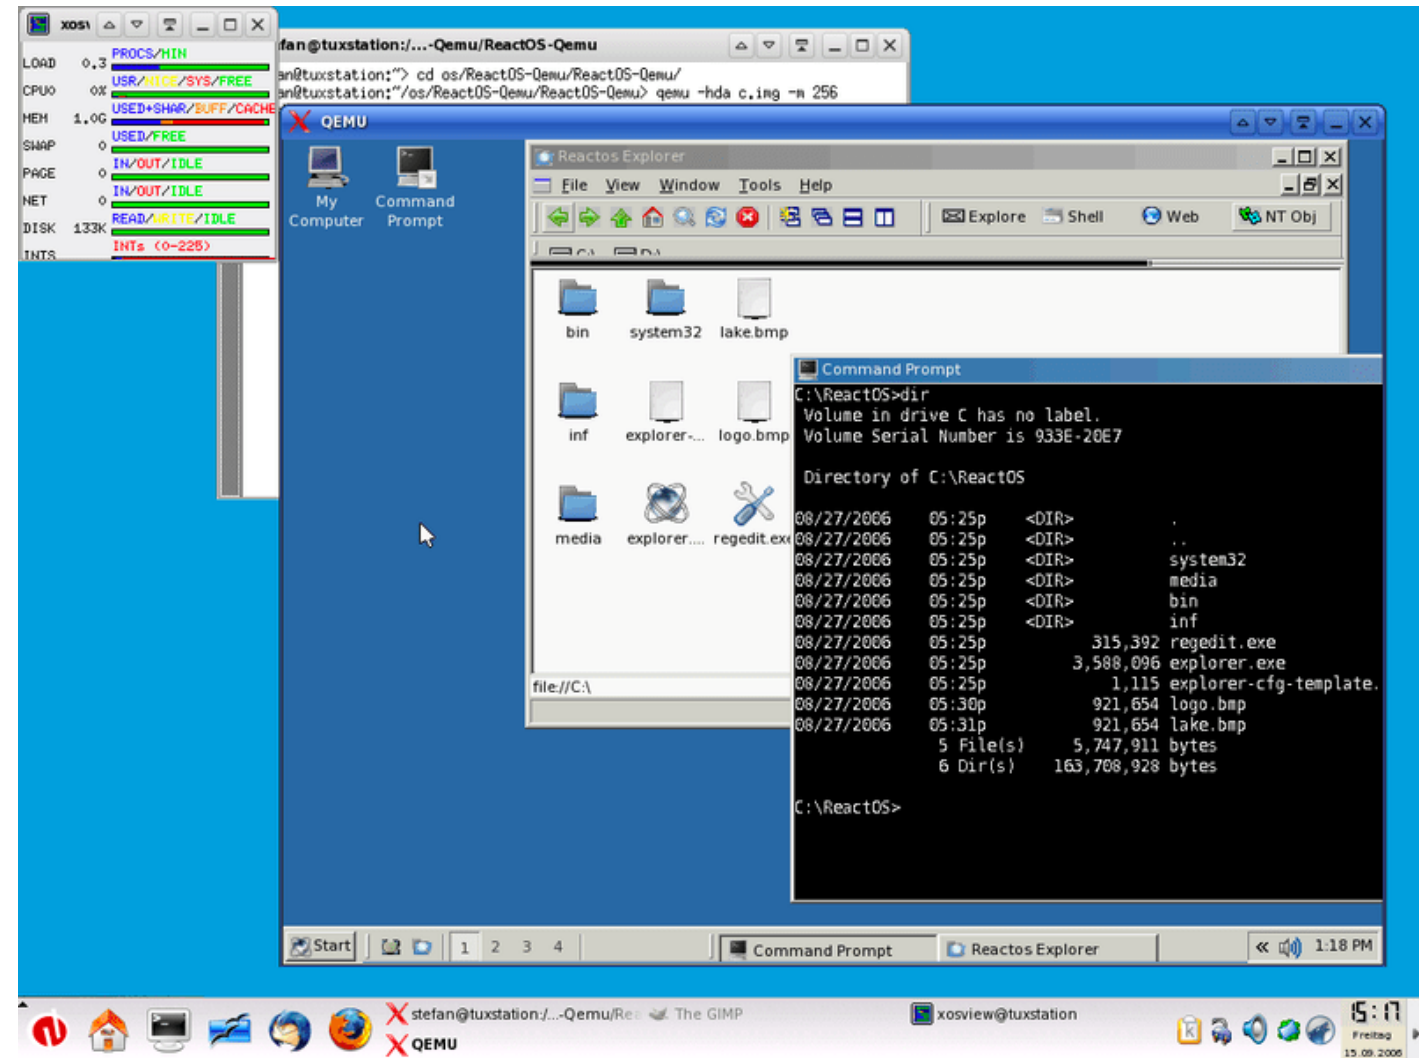 xosv
LOAD 0.3 PROCS/MIN
CPU0 0% USR/NICE/SYS/FREE
MEM 1.0G USED+SHAR/BUFF/CACHE
SWAP 0 USED/FREE
PAGE 0 IN/OUT/IDLE
NET 0 IN/OUT/IDLE
DISK 133K READ/WRITE/IDLE
INTS INTs (0-225)
fan@tuxstation:/...-Qemu/ReactOS-Qemu
an@tuxstation:~> cd os/ReactOS-Qemu/ReactOS-Qemu/
an@tuxstation:~/os/ReactOS-Qemu/ReactOS-Qemu> qemu -hda c.img -m 256
QEMU
My Computer
Command Prompt
Reactos Explorer
File View Window Tools Help
Explore Shell Web NT Obj
C:\ D:\
bin system32 lake.bmp
inf explorer-... logo.bmp
media explorer.... regedit.exe
file://C:\
Command Prompt
C:\ReactOS>dir
Volume in drive C has no label.
Volume Serial Number is 933E-20E7
Directory of C:\ReactOS
08/27/2006 05:25p <DIR> .
08/27/2006 05:25p <DIR> ..
08/27/2006 05:25p <DIR> system32
08/27/2006 05:25p <DIR> media
08/27/2006 05:25p <DIR> bin
08/27/2006 05:25p <DIR> inf
08/27/2006 05:25p 315,392 regedit.exe
08/27/2006 05:25p 3,588,096 explorer.exe
08/27/2006 05:25p 1,115 explorer-cfg-template.
08/27/2006 05:30p 921,654 logo.bmp
08/27/2006 05:31p 921,654 lake.bmp
5 File(s) 5,747,911 bytes
6 Dir(s) 163,708,928 bytes
C:\ReactOS>
Start 1 2 3 4 Command Prompt Reactos Explorer 1:18 PM
stefan@tuxstation:/...-Qemu/Rea The GIMP xosview@tuxstation
QEMU
15:17
Freitag
15.09.2006